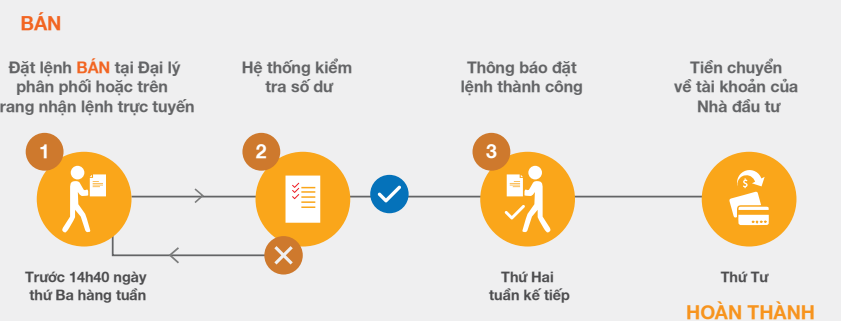 BÁN
Đặt lệnh BÁN tại Đại lý
phân phối hoặc trên
rang nhận lệnh trực tuyến
Hệ thống kiểm
tra số dư
Thông báo đặt
lệnh thành công
Tiền chuyển
về tài khoản của
Nhà đầu tư
1
2
3
$
Trước 14h40 ngày
thứ Ba hàng tuần
Thứ Hai
tuần kế tiếp
Thứ Tư
HOÀN THÀNH